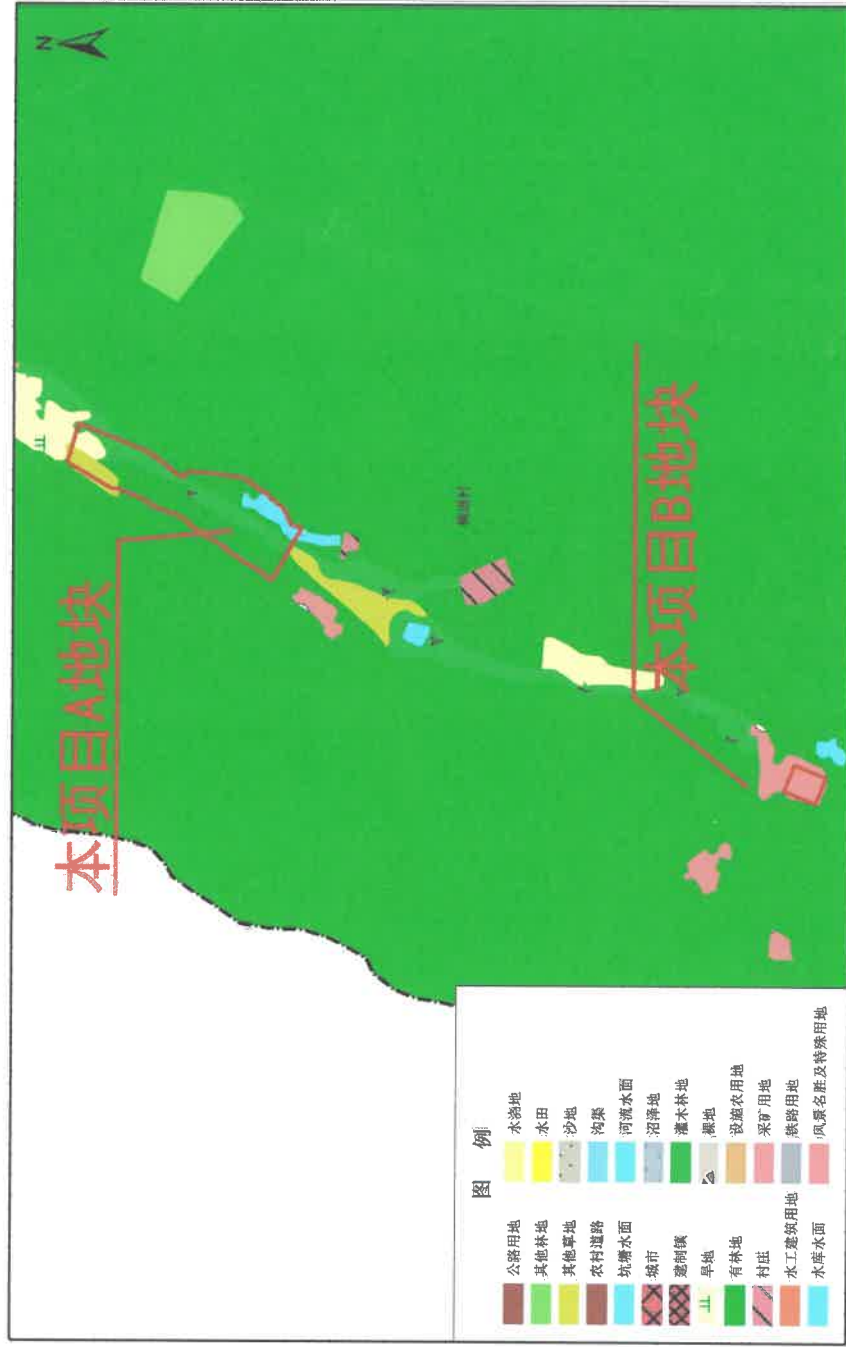 N
本项目A地块
本项目B地块
图 例
公路用地
其他林地
其他草地
农村道路
坑塘水面
城市
建制镇
旱地
有林地
村庄
水工建筑用地
水库水面
水浇地
水田
沙地
沟渠
河流水面
沼泽地
灌木林地
裸地
设施农用地
采矿用地
铁路用地
风景名胜及特殊用地